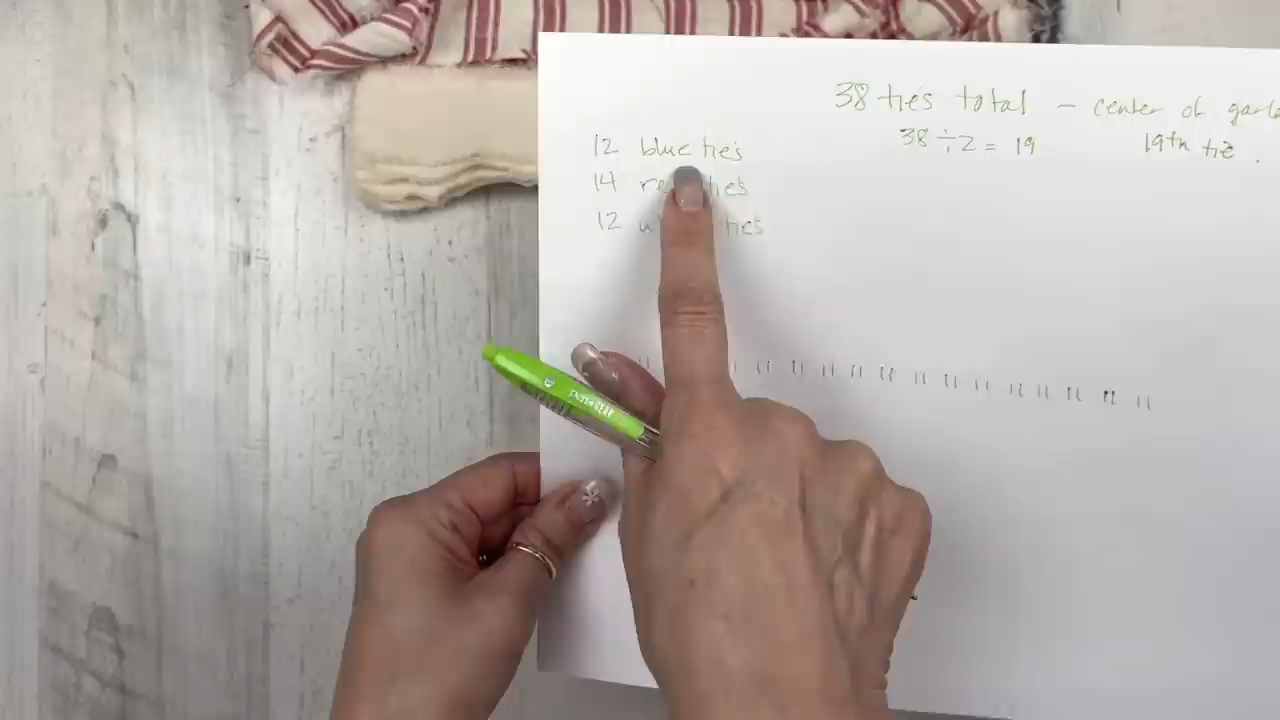 38 ties total - center of
38 ÷ 2 = 19 19th tie.
12 blue ties
14 ties
12 ties